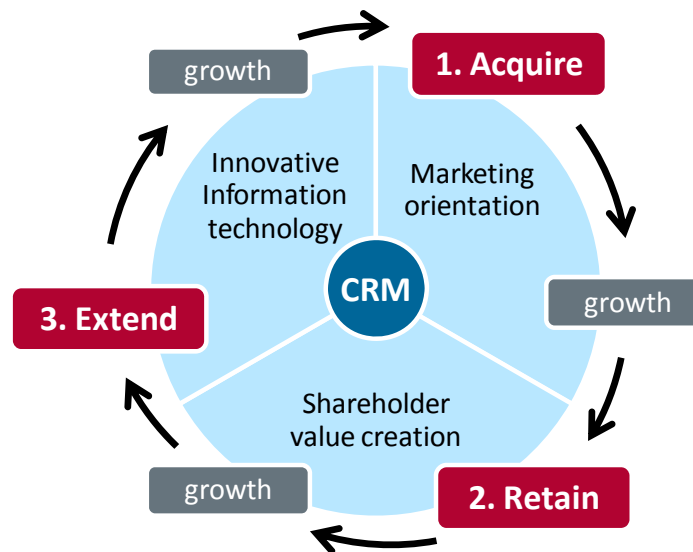 growth
1. Acquire
Innovative
Information
technology
Marketing
orientation
CRM
growth
3. Extend
Shareholder
value creation
growth
2. Retain